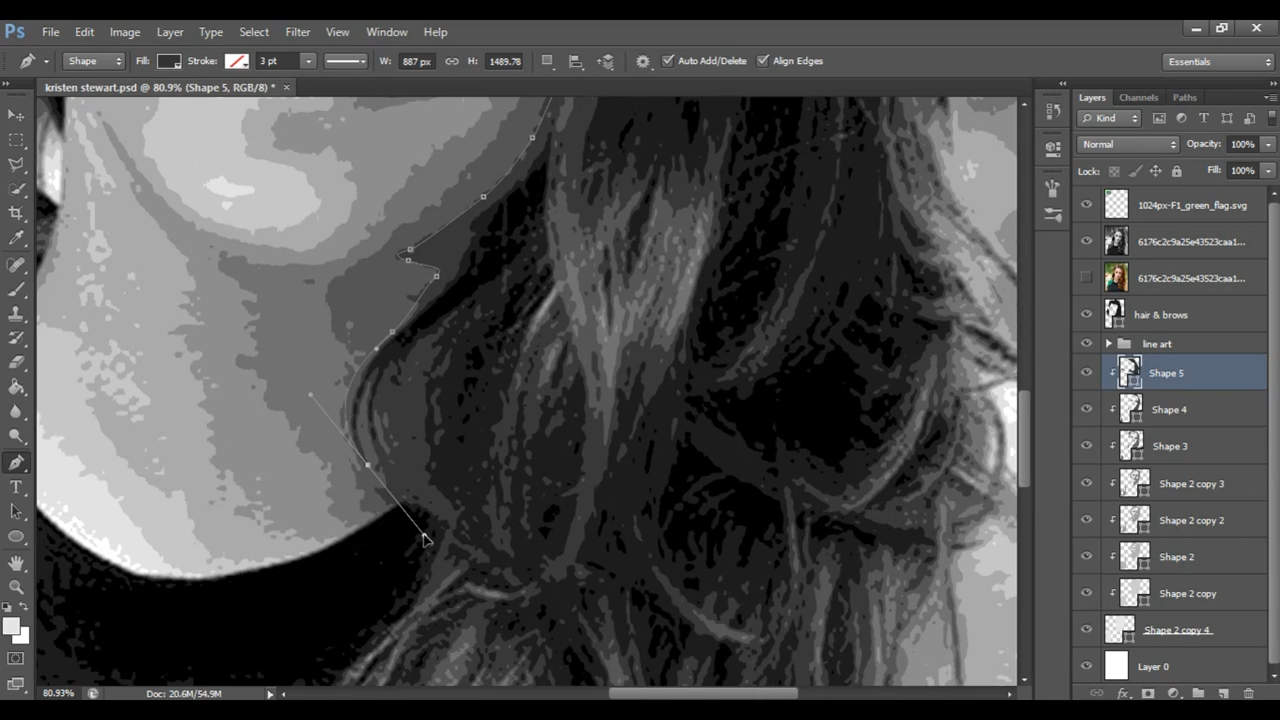 Ps File Edit Image Layer Type Select Filter View Window Help
Shape Fill: Stroke: 3 pt W: 887 px H: 1489.78 Auto Add/Delete Align Edges Essentials
kristen stewart.psd @ 80.9% (Shape 5, RGB/8) *
Layers Channels Paths
Kind
Normal Opacity: 100%
Lock: Fill: 100%
1024px-F1_green_flag.svg
6176c2c9a25e43523caa1...
6176c2c9a25e43523caa1...
hair & brows
line art
Shape 5
Shape 4
Shape 3
Shape 2 copy 3
Shape 2 copy 2
Shape 2
Shape 2 copy
Shape 2 copy 4
Layer 0
80.93% Doc: 20.6M/54.9M